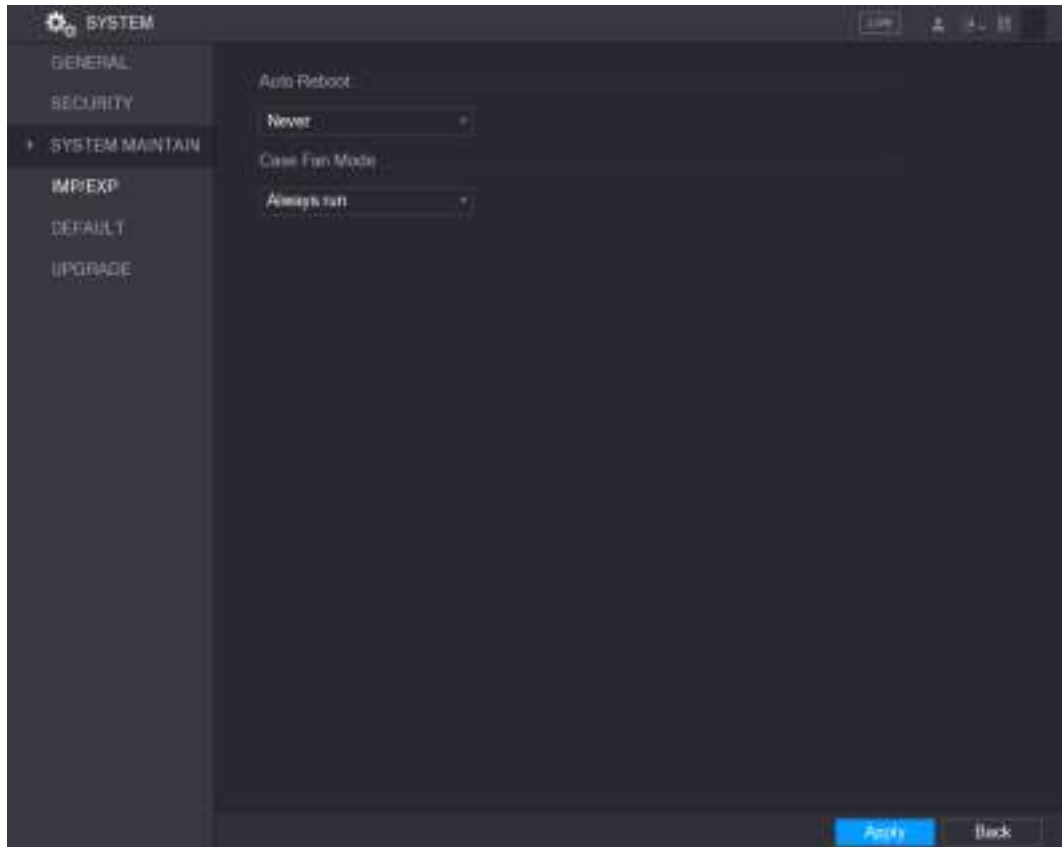 SYSTEM
LIVE
GENERAL
SECURITY
SYSTEM MAINTAIN
IMP/EXP
DEFAULT
UPGRADE
Auto Reboot
Never
Case Fan Mode
Always run
Apply
Back